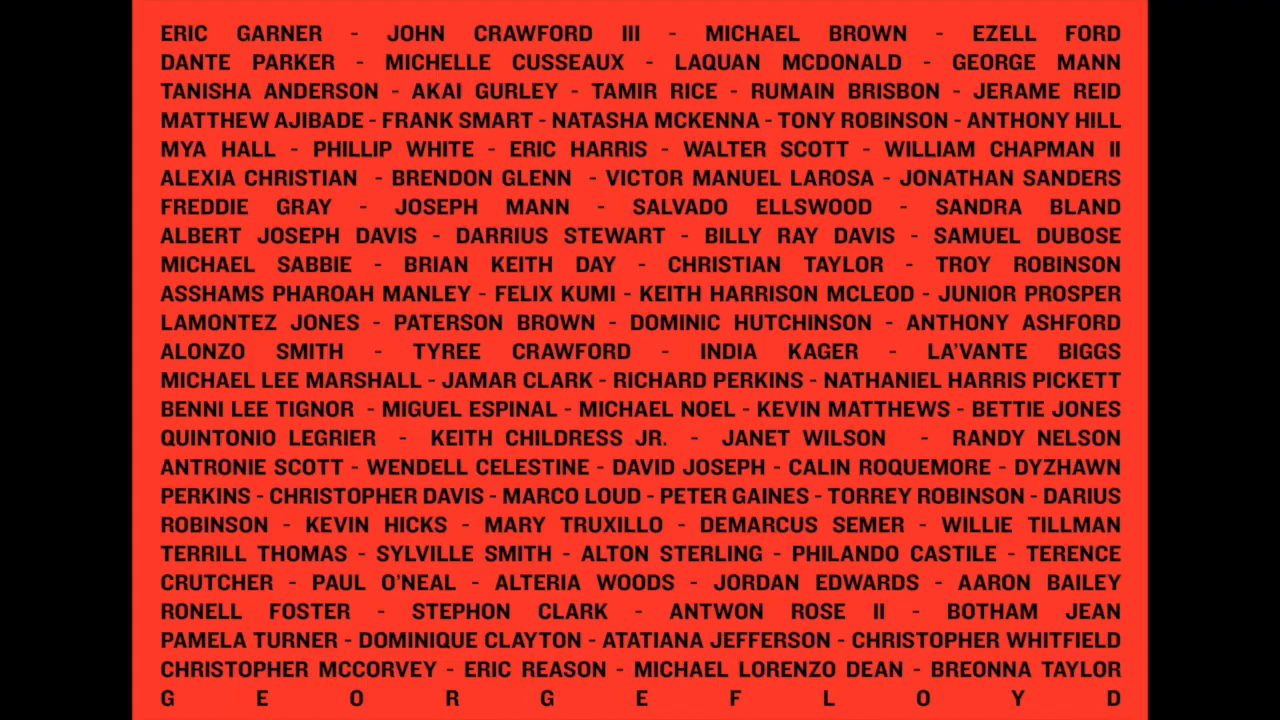 ERIC GARNER - JOHN CRAWFORD III - MICHAEL BROWN - EZELL FORD
DANTE PARKER - MICHELLE CUSSEAUX - LAQUAN MCDONALD - GEORGE MANN
TANISHA ANDERSON - AKAI GURLEY - TAMIR RICE - RUMAIN BRISBON - JERAME REID
MATTHEW AJIBADE - FRANK SMART - NATASHA MCKENNA - TONY ROBINSON - ANTHONY HILL
MYA HALL - PHILLIP WHITE - ERIC HARRIS - WALTER SCOTT - WILLIAM CHAPMAN II
ALEXIA CHRISTIAN - BRENDON GLENN - VICTOR MANUEL LAROSA - JONATHAN SANDERS
FREDDIE GRAY - JOSEPH MANN - SALVADO ELLSWOOD - SANDRA BLAND
ALBERT JOSEPH DAVIS - DARRIUS STEWART - BILLY RAY DAVIS - SAMUEL DUBOSE
MICHAEL SABBIE - BRIAN KEITH DAY - CHRISTIAN TAYLOR - TROY ROBINSON
ASSHAMS PHAROAH MANLEY - FELIX KUMI - KEITH HARRISON MCLEOD - JUNIOR PROSPER
LAMONTEZ JONES - PATERSON BROWN - DOMINIC HUTCHINSON - ANTHONY ASHFORD
ALONZO SMITH - TYREE CRAWFORD - INDIA KAGER - LA'VANTE BIGGS
MICHAEL LEE MARSHALL - JAMAR CLARK - RICHARD PERKINS - NATHANIEL HARRIS PICKETT
BENNI LEE TIGNOR - MIGUEL ESPINAL - MICHAEL NOEL - KEVIN MATTHEWS - BETTIE JONES
QUINTONIO LEGRIER - KEITH CHILDRESS JR. - JANET WILSON - RANDY NELSON
ANTRONIE SCOTT - WENDELL CELESTINE - DAVID JOSEPH - CALIN ROQUEMORE - DYZHAWN
PERKINS - CHRISTOPHER DAVIS - MARCO LOUD - PETER GAINES - TORREY ROBINSON - DARIUS
ROBINSON - KEVIN HICKS - MARY TRUXILLO - DEMARCUS SEMER - WILLIE TILLMAN
TERRILL THOMAS - SYLVILLE SMITH - ALTON STERLING - PHILANDO CASTILE - TERENCE
CRUTCHER - PAUL O'NEAL - ALTERIA WOODS - JORDAN EDWARDS - AARON BAILEY
RONELL FOSTER - STEPHON CLARK - ANTWON ROSE II - BOTHAM JEAN
PAMELA TURNER - DOMINIQUE CLAYTON - ATATIANA JEFFERSON - CHRISTOPHER WHITFIELD
CHRISTOPHER MCCORVEY - ERIC REASON - MICHAEL LORENZO DEAN - BREONNA TAYLOR
G E O R G E F L O Y D